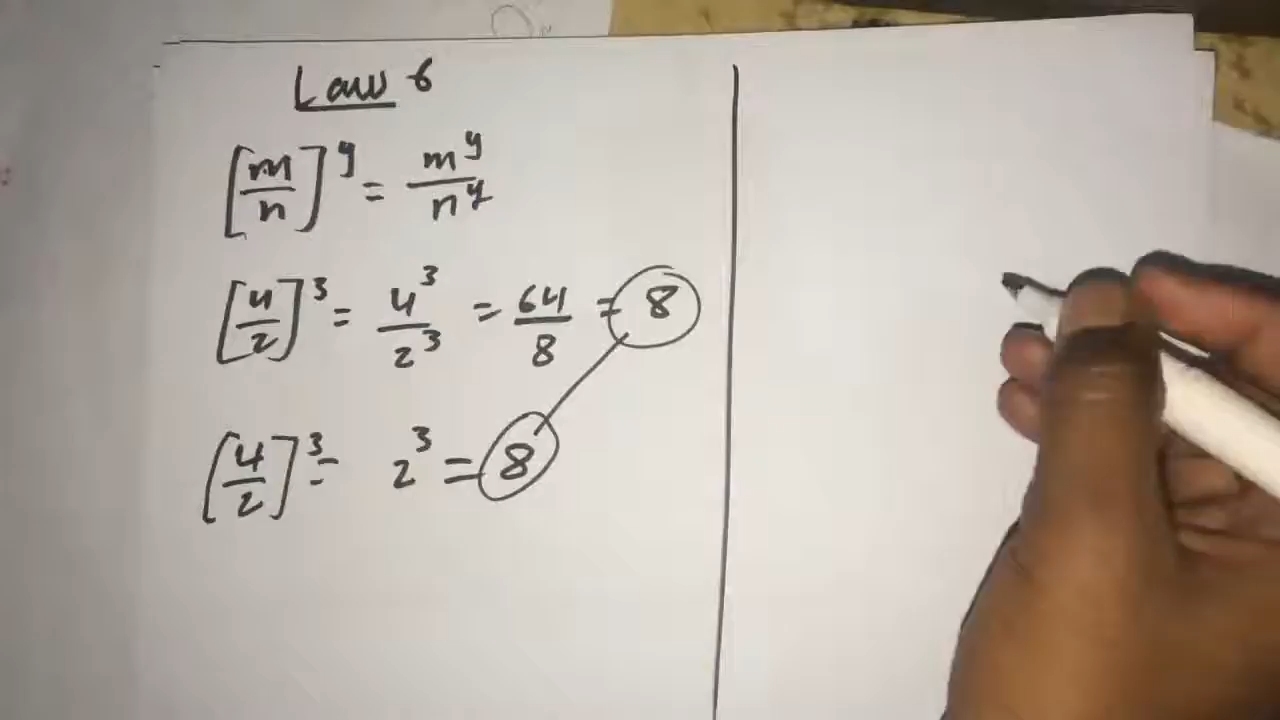 Law 6
[m/n]^y = m^y/n^y
[4/2]^3 = 4^3/2^3 = 64/8 = 8
[4/2]^3 = 2^3 = 8